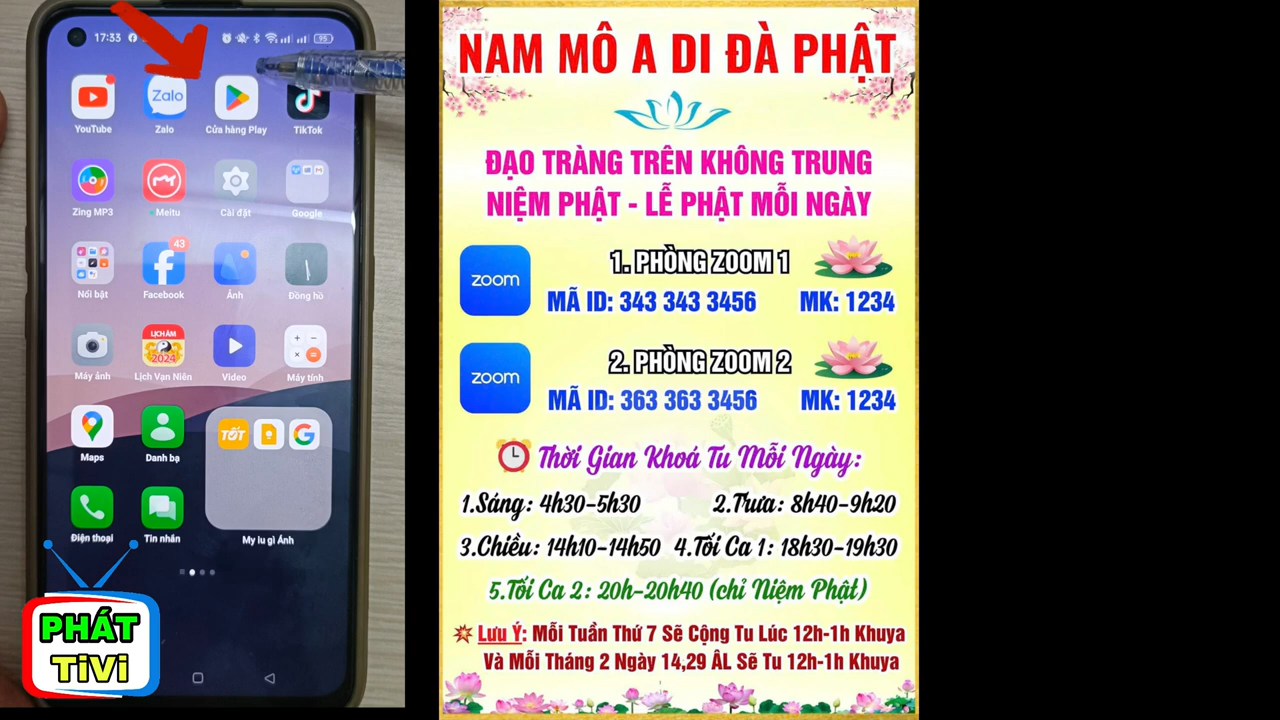 17:33
95
YouTube
Zalo
Zalo
Cửa hàng Play
TikTok
Zing MP3
Meitu
Cài đặt
Google
43
Nổi bật
Facebook
Ảnh
Đồng hồ
LỊCH ÂM
2024
Máy ảnh
Lịch Vạn Niên
Video
Máy tính
TỐT
G
Maps
Danh bạ
Điện thoại
Tin nhắn
My iu gì Ảnh
PHÁT
TiVi
NAM MÔ A DI ĐÀ PHẬT
ĐẠO TRÀNG TRÊN KHÔNG TRUNG
NIỆM PHẬT - LỄ PHẬT MỖI NGÀY
zoom
1. PHÒNG ZOOM 1
MÃ ID: 343 343 3456 MK: 1234
zoom
2. PHÒNG ZOOM 2
MÃ ID: 363 363 3456 MK: 1234
Thời Gian Khoá Tu Mỗi Ngày:
1.Sáng: 4h30-5h30 2.Trưa: 8h40-9h20
3.Chiều: 14h10-14h50 4.Tối Ca 1: 18h30-19h30
5.Tối Ca 2: 20h-20h40 (chỉ Niệm Phật)
Lưu Ý: Mỗi Tuần Thứ 7 Sẽ Cộng Tu Lúc 12h-1h Khuya
Và Mỗi Tháng 2 Ngày 14,29 ÂL Sẽ Tu 12h-1h Khuya